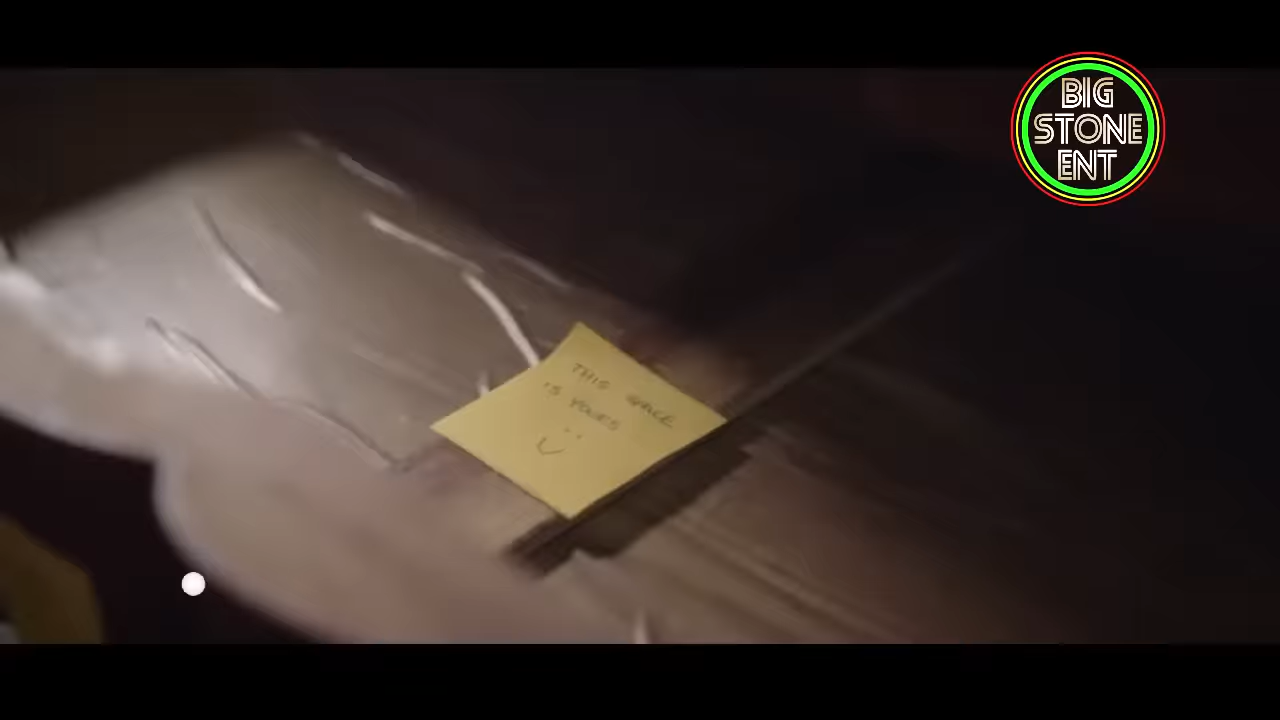 BIG
STONE
ENT
THIS SPACE
IS YOURS